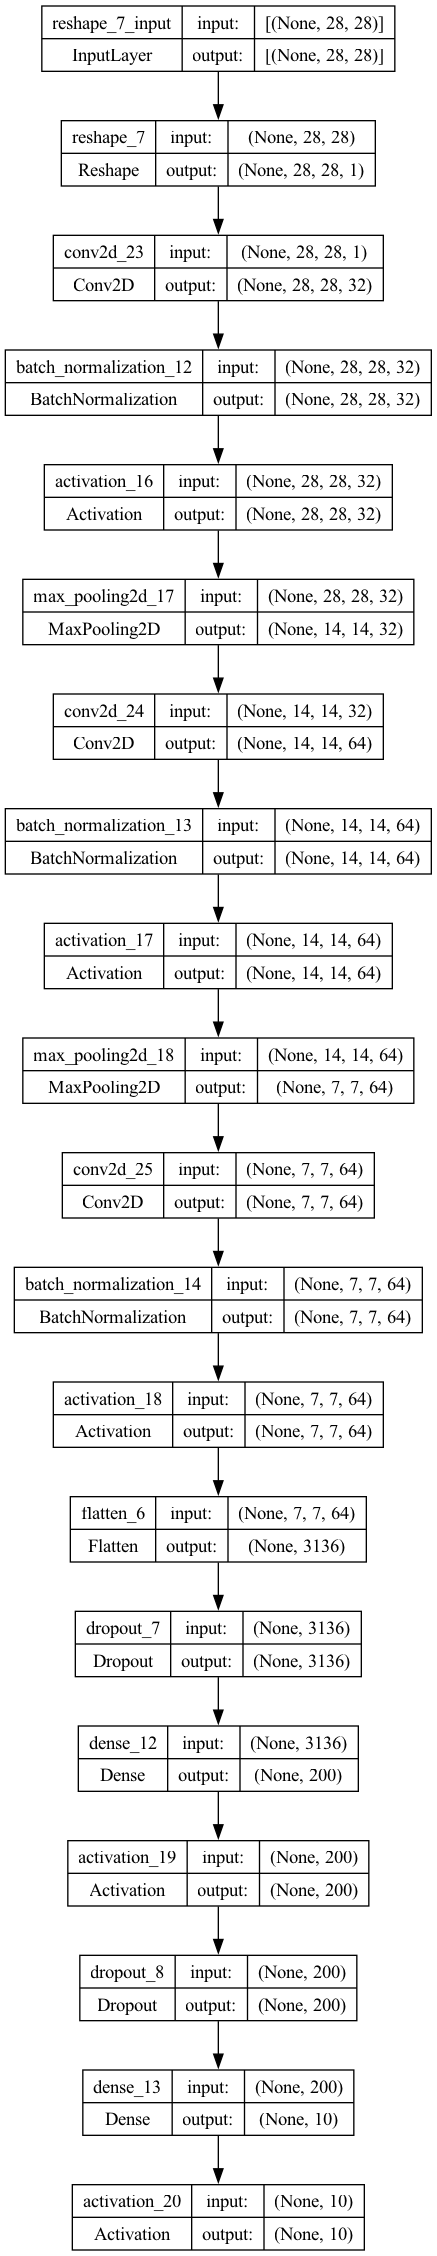 reshape_7_input input: [(None, 28, 28)]
InputLayer output: [(None, 28, 28)]
reshape_7 input: (None, 28, 28)
Reshape output: (None, 28, 28, 1)
conv2d_23 input: (None, 28, 28, 1)
Conv2D output: (None, 28, 28, 32)
batch_normalization_12 input: (None, 28, 28, 32)
BatchNormalization output: (None, 28, 28, 32)
activation_16 input: (None, 28, 28, 32)
Activation output: (None, 28, 28, 32)
max_pooling2d_17 input: (None, 28, 28, 32)
MaxPooling2D output: (None, 14, 14, 32)
conv2d_24 input: (None, 14, 14, 32)
Conv2D output: (None, 14, 14, 64)
batch_normalization_13 input: (None, 14, 14, 64)
BatchNormalization output: (None, 14, 14, 64)
activation_17 input: (None, 14, 14, 64)
Activation output: (None, 14, 14, 64)
max_pooling2d_18 input: (None, 14, 14, 64)
MaxPooling2D output: (None, 7, 7, 64)
conv2d_25 input: (None, 7, 7, 64)
Conv2D output: (None, 7, 7, 64)
batch_normalization_14 input: (None, 7, 7, 64)
BatchNormalization output: (None, 7, 7, 64)
activation_18 input: (None, 7, 7, 64)
Activation output: (None, 7, 7, 64)
flatten_6 input: (None, 7, 7, 64)
Flatten output: (None, 3136)
dropout_7 input: (None, 3136)
Dropout output: (None, 3136)
dense_12 input: (None, 3136)
Dense output: (None, 200)
activation_19 input: (None, 200)
Activation output: (None, 200)
dropout_8 input: (None, 200)
Dropout output: (None, 200)
dense_13 input: (None, 200)
Dense output: (None, 10)
activation_20 input: (None, 10)
Activation output: (None, 10)